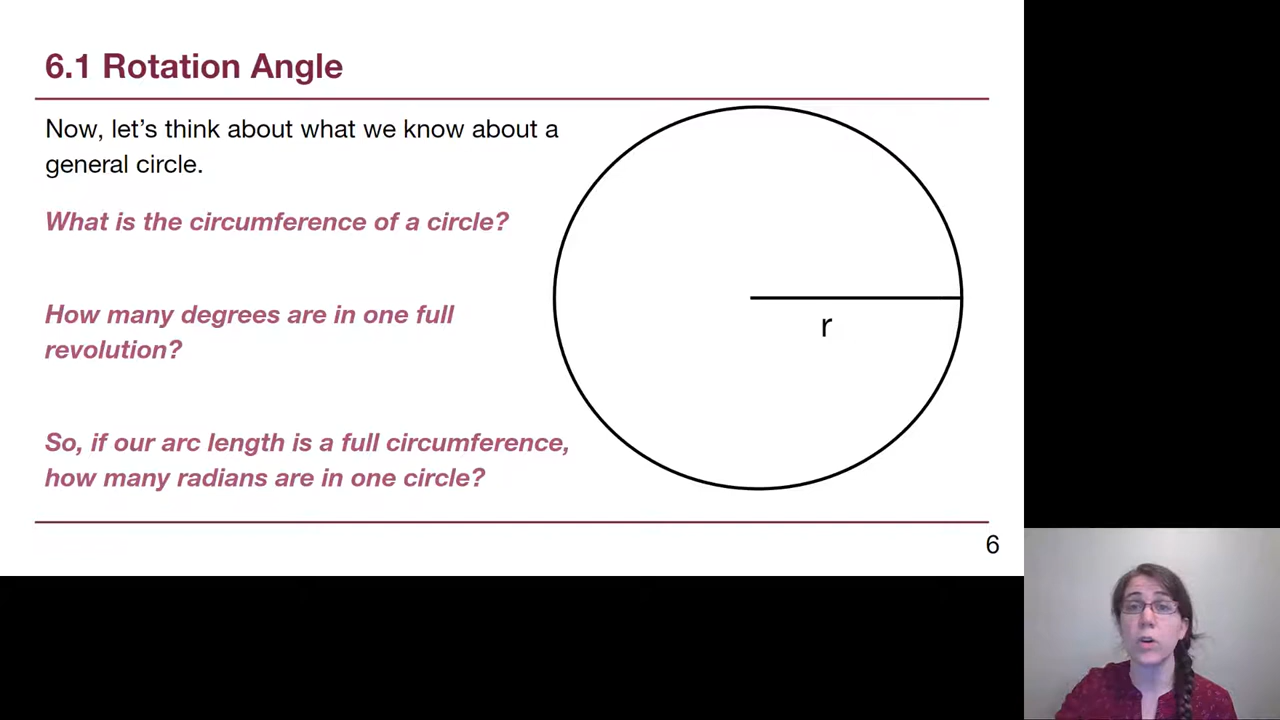 6.1 Rotation Angle
Now, let’s think about what we know about a
general circle.
What is the circumference of a circle?
How many degrees are in one full
revolution?
So, if our arc length is a full circumference,
how many radians are in one circle?
r
6